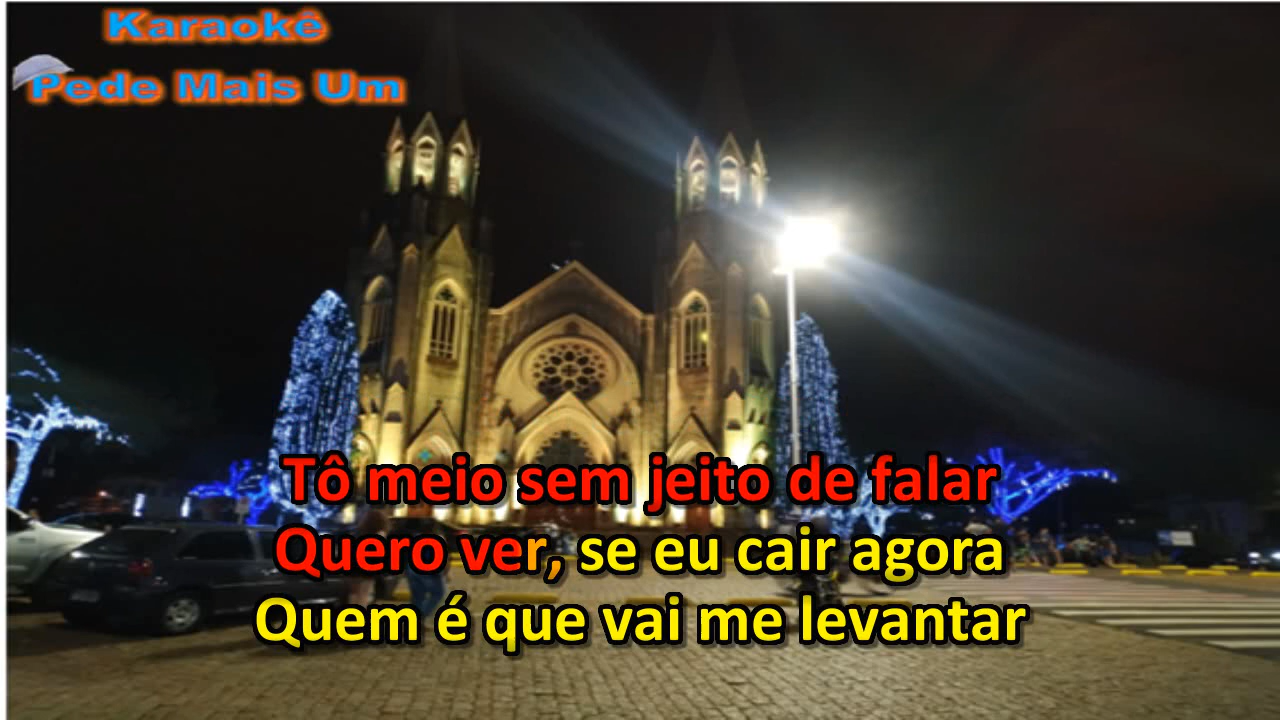 Karaokê
Pede Mais Um
Tô meio sem jeito de falar
Quero ver, se eu cair agora
Quem é que vai me levantar